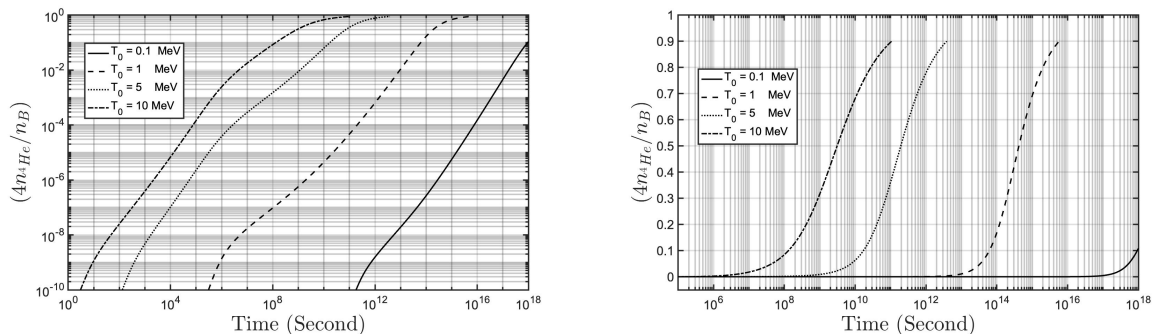 10^0
10^-2
10^-4
10^-6
10^-8
10^-10
(4n_{4He}/n_B)
T_0 = 0.1 MeV
T_0 = 1 MeV
T_0 = 5 MeV
T_0 = 10 MeV
10^0 10^4 10^8 10^12 10^16 10^18
Time (Second)
1
0.9
0.8
0.7
0.6
0.5
0.4
0.3
0.2
0.1
0
(4n_{4He}/n_B)
T_0 = 0.1 MeV
T_0 = 1 MeV
T_0 = 5 MeV
T_0 = 10 MeV
10^6 10^8 10^10 10^12 10^14 10^16 10^18
Time (Second)